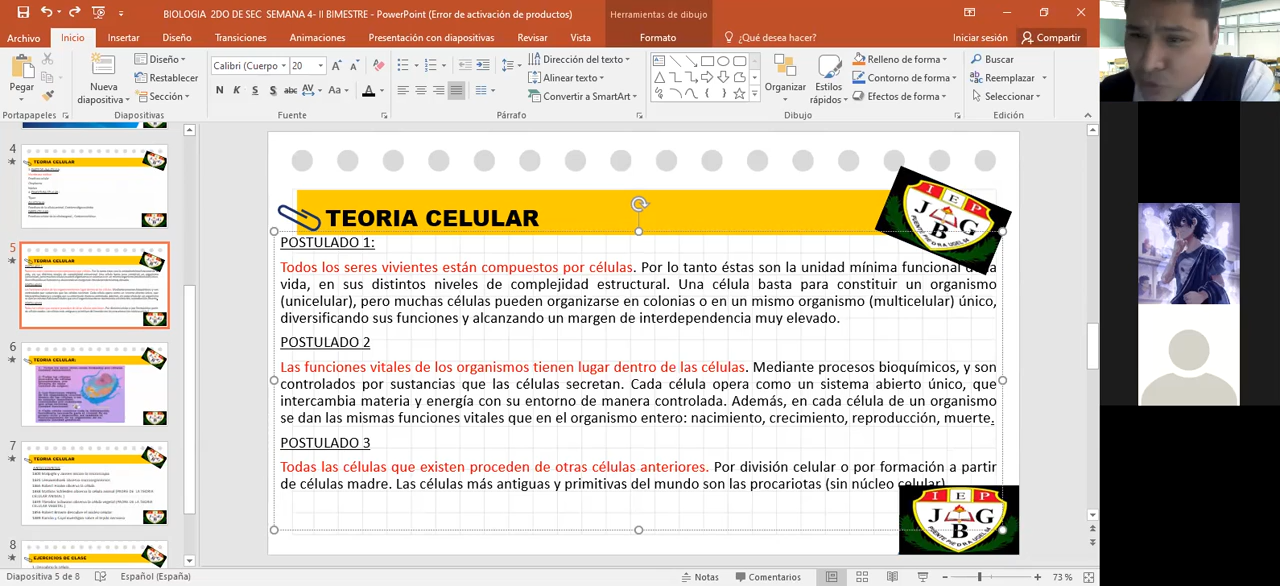 BIOLOGIA 2DO DE SEC SEMANA 4- II BIMESTRE - PowerPoint (Error de activación de productos)
Herramientas de dibujo
Archivo Inicio Insertar Diseño Transiciones Animaciones Presentación con diapositivas Revisar Vista Formato ¿Qué desea hacer? Iniciar sesión Compartir
Pegar
Nueva diapositiva
Diseño
Restablecer
Sección
Calibri (Cuerpo 20
N K S S abc AV Aa A
Dirección del texto
Alinear texto
Convertir a SmartArt
Organizar
Estilos rápidos
Relleno de forma
Contorno de forma
Efectos de forma
Buscar
Reemplazar
Seleccionar
Portapapeles Diapositivas Fuente Párrafo Dibujo Edición
4
TEORIA CELULAR
5
TEORIA CELULAR
6
TEORIA CELULAR:
7
TEORIA CELULAR
8
EJERCICIOS DE CLASE
TEORIA CELULAR
I E P
J A G
B
POSTULADO 1:
Todos los seres vivientes están compuestos por células. Por lo tanto
vida, en sus distintos niveles de complejidad estructural. Una célula puede constituir un organismo
(unicelular), pero muchas células pueden organizarse en colonias o en un mismo organismo (multicelular) único,
diversificando sus funciones y alcanzando un margen de interdependencia muy elevado.
POSTULADO 2
Las funciones vitales de los organismos tienen lugar dentro de las células, mediante procesos bioquímicos, y son
controlados por sustancias que las células secretan. Cada célula opera como un sistema abierto único, que
intercambia materia y energía con su entorno de manera controlada. Además, en cada célula de un organismo
se dan las mismas funciones vitales que en el organismo entero: nacimiento, crecimiento, reproducción, muerte.
POSTULADO 3
Todas las células que existen provienen de otras células anteriores. Por división celular o por formación a partir
de células madre. Las células más antiguas y primitivas del mundo son las procariotas (sin núcleo celular).
I E P
J A G
B
Diapositiva 5 de 8 Español (España) Notas Comentarios 73 %